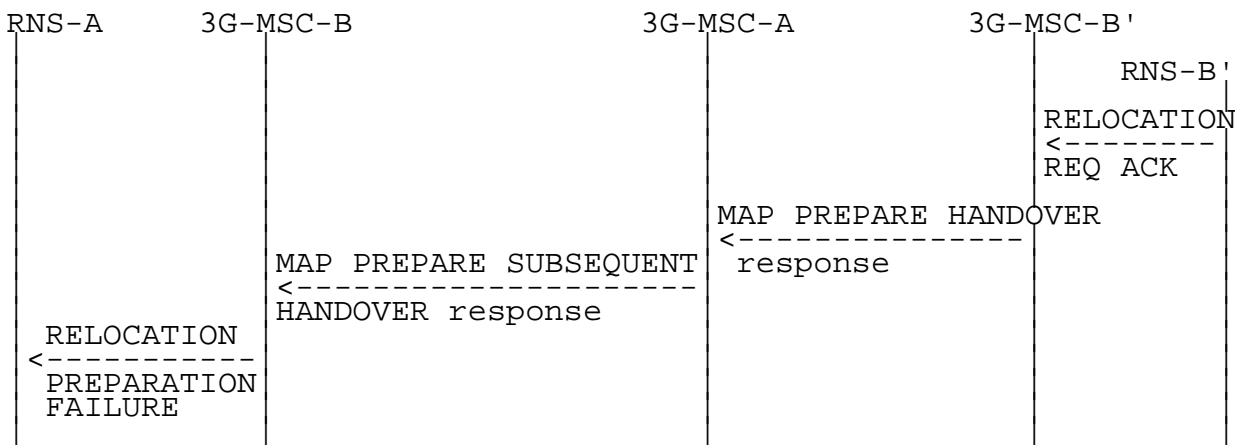 RNS-A 3G-MSC-B 3G-MSC-A 3G-MSC-B'
RNS-B'
RELOCATION
<--------
REQ ACK
MAP PREPARE HANDOVER
<---------------
MAP PREPARE SUBSEQUENT response
<---------------------
HANDOVER response
RELOCATION
<-----------
PREPARATION
FAILURE